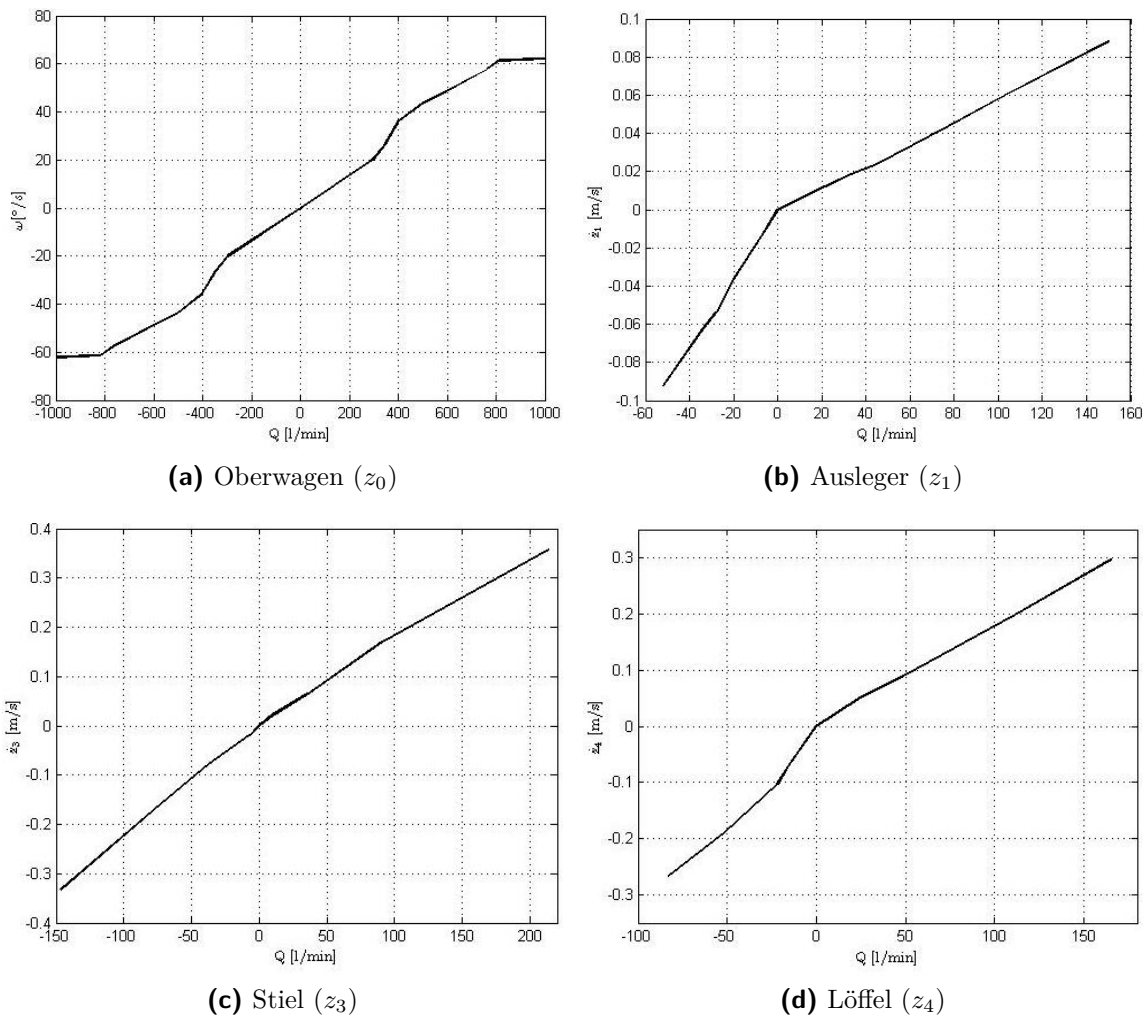 80
60
40
20
0
-20
-40
-60
-80
ω[°/s]
-1000 -800 -600 -400 -200 0 200 400 600 800 1000
Q [l/min]
(a) Oberwagen (z₀)
0.1
0.08
0.06
0.04
0.02
0
-0.02
-0.04
-0.06
-0.08
-0.1
ż₁ [m/s]
-60 -40 -20 0 20 40 60 80 100 120 140 160
Q [l/min]
(b) Ausleger (z₁)
0.4
0.3
0.2
0.1
0
-0.1
-0.2
-0.3
-0.4
ż₃ [m/s]
-150 -100 -50 0 50 100 150 200
Q [l/min]
(c) Stiel (z₃)
0.3
0.2
0.1
0
-0.1
-0.2
-0.3
ż₄ [m/s]
-100 -50 0 50 100 150
Q [l/min]
(d) Löffel (z₄)